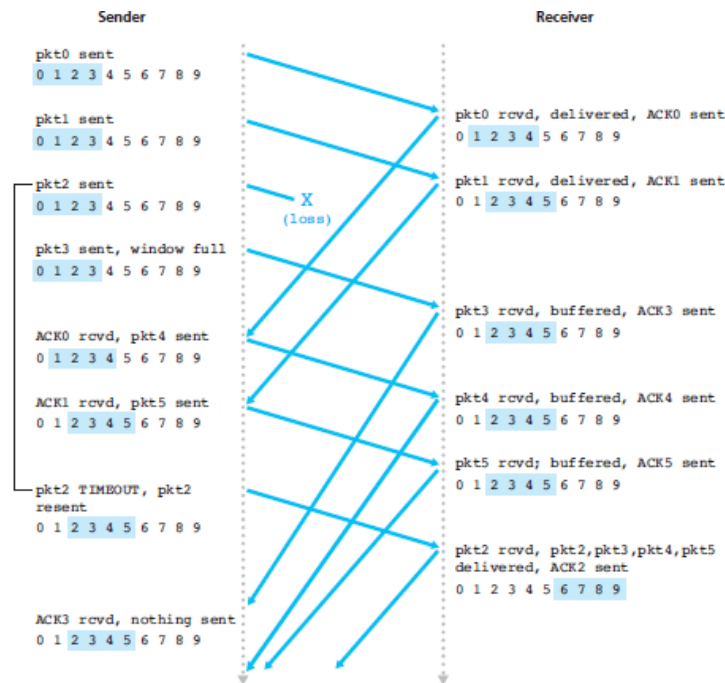 Sender
pkt0 sent
0 1 2 3 4 5 6 7 8 9
pkt1 sent
0 1 2 3 4 5 6 7 8 9
pkt2 sent
0 1 2 3 4 5 6 7 8 9
pkt3 sent, window full
0 1 2 3 4 5 6 7 8 9
ACK0 rcvd, pkt4 sent
0 1 2 3 4 5 6 7 8 9
ACK1 rcvd, pkt5 sent
0 1 2 3 4 5 6 7 8 9
pkt2 TIMEOUT, pkt2
resent
0 1 2 3 4 5 6 7 8 9
ACK3 rcvd, nothing sent
0 1 2 3 4 5 6 7 8 9
X
(loss)
Receiver
pkt0 rcvd, delivered, ACK0 sent
0 1 2 3 4 5 6 7 8 9
pkt1 rcvd, delivered, ACK1 sent
0 1 2 3 4 5 6 7 8 9
pkt3 rcvd, buffered, ACK3 sent
0 1 2 3 4 5 6 7 8 9
pkt4 rcvd, buffered, ACK4 sent
0 1 2 3 4 5 6 7 8 9
pkt5 rcvd; buffered, ACK5 sent
0 1 2 3 4 5 6 7 8 9
pkt2 rcvd, pkt2,pkt3,pkt4,pkt5
delivered, ACK2 sent
0 1 2 3 4 5 6 7 8 9